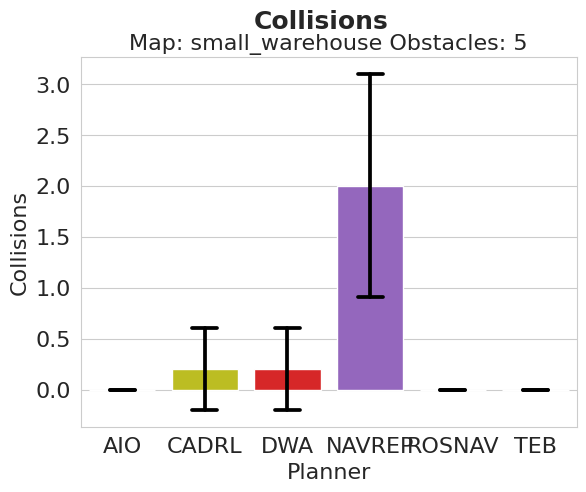 Collisions
Map: small_warehouse Obstacles: 5
Collisions
3.0
2.5
2.0
1.5
1.0
0.5
0.0
AIO CADRL DWA NAVREP ROSNAV TEB
Planner